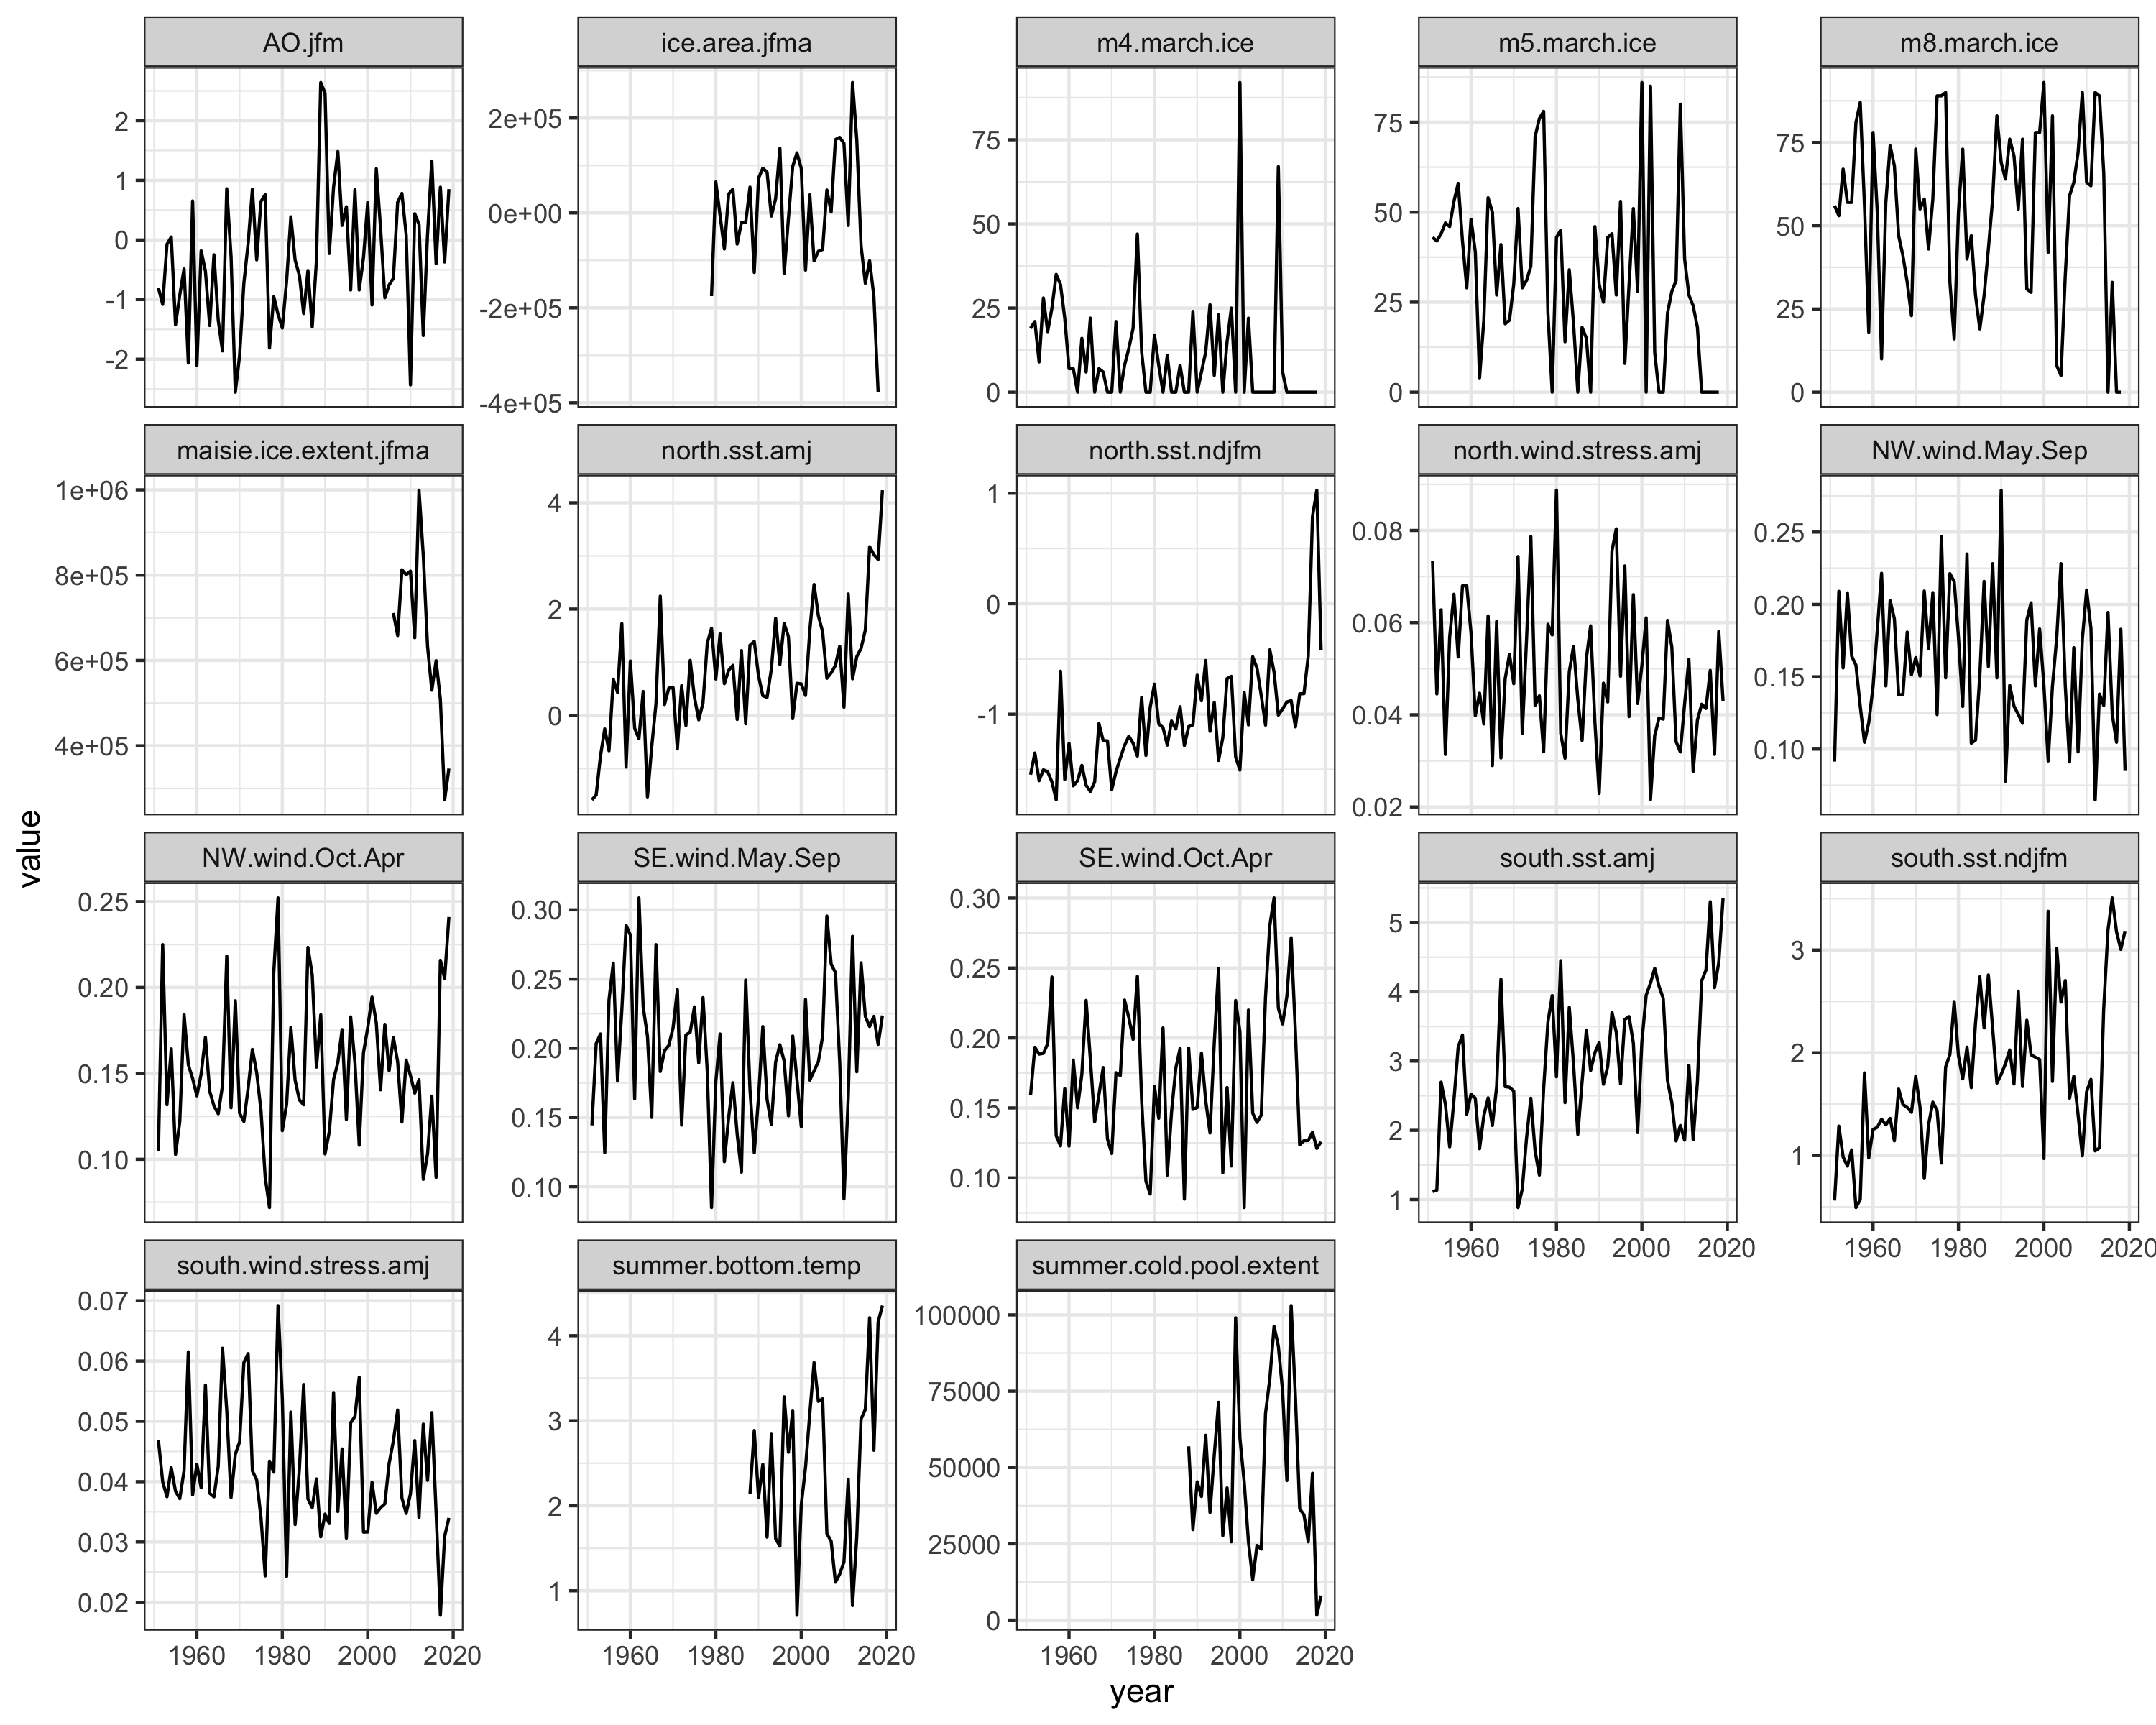 AO.jfm
ice.area.jfma
m4.march.ice
m5.march.ice
m8.march.ice
2
1
0
-1
-2
2e+05
0e+00
-2e+05
-4e+05
75
50
25
0
75
50
25
0
75
50
25
0
maisie.ice.extent.jfma
north.sst.amj
north.sst.ndjfm
north.wind.stress.amj
NW.wind.May.Sep
1e+06
8e+05
6e+05
4e+05
4
2
0
1
0
-1
0.08
0.06
0.04
0.02
0.25
0.20
0.15
0.10
value
NW.wind.Oct.Apr
SE.wind.May.Sep
SE.wind.Oct.Apr
south.sst.amj
south.sst.ndjfm
0.25
0.20
0.15
0.10
0.30
0.25
0.20
0.15
0.10
0.30
0.25
0.20
0.15
0.10
5
4
3
2
1
3
2
1
1960 1980 2000 2020
1960 1980 2000 2020
south.wind.stress.amj
summer.bottom.temp
summer.cold.pool.extent
0.07
0.06
0.05
0.04
0.03
0.02
4
3
2
1
100000
75000
50000
25000
0
1960 1980 2000 2020
1960 1980 2000 2020
1960 1980 2000 2020
year